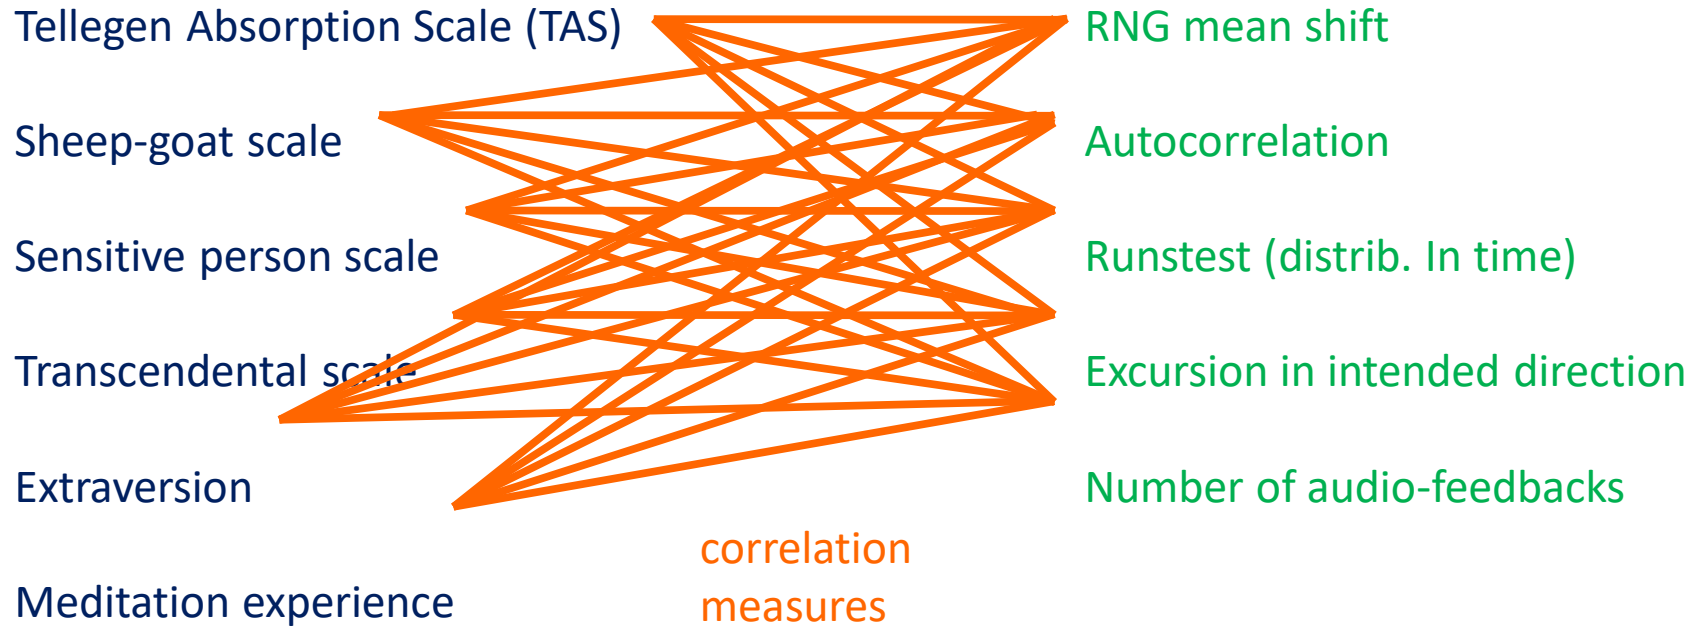 Tellegen Absorption Scale (TAS)
RNG mean shift
Sheep-goat scale
Autocorrelation
Sensitive person scale
Runstest (distrib. In time)
Transcendental scale
Excursion in intended direction
Extraversion
Number of audio-feedbacks
correlation
measures
Meditation experience